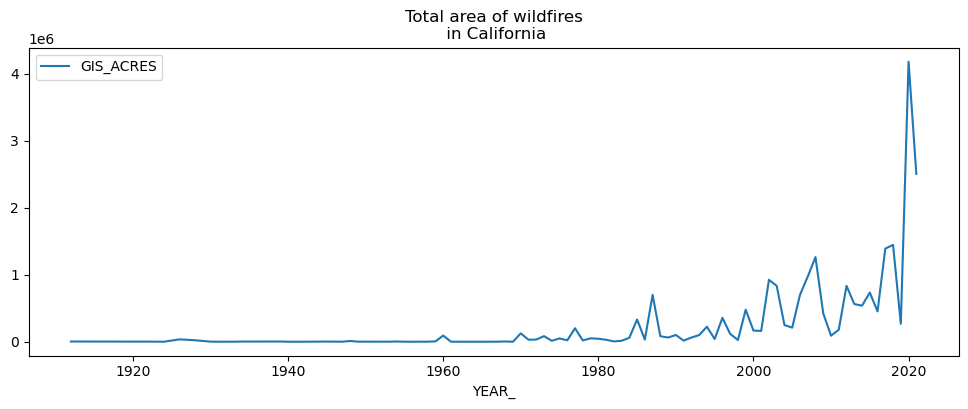 Total area of wildfires
in California
1e6
GIS_ACRES
4
3
2
1
0
1920 1940 1960 1980 2000 2020
YEAR_